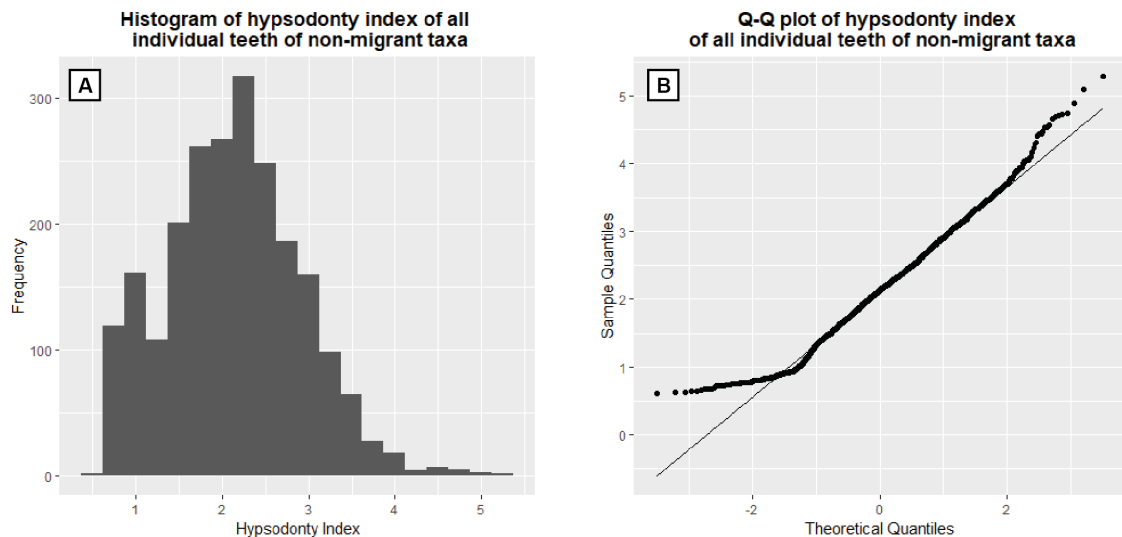 Histogram of hypsodonty index of all
individual teeth of non-migrant taxa
A
300
200
100
0
Frequency
1 2 3 4 5
Hypsodonty Index
Q-Q plot of hypsodonty index
of all individual teeth of non-migrant taxa
B
5
4
3
2
1
0
Sample Quantiles
-2 0 2
Theoretical Quantiles